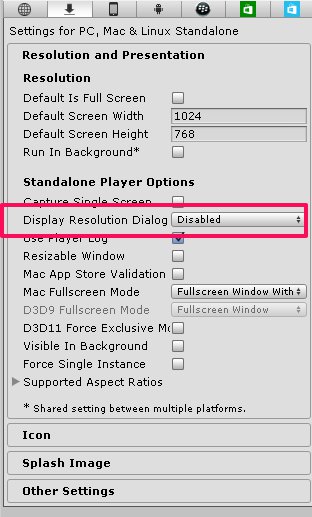 Settings for PC, Mac & Linux Standalone
Resolution and Presentation
Resolution
Default Is Full Screen
Default Screen Width 1024
Default Screen Height 768
Run In Background*
Standalone Player Options
Capture Single Screen
Display Resolution Dialog Disabled
Use Player Log
Resizable Window
Mac App Store Validation
Mac Fullscreen Mode Fullscreen Window With
D3D9 Fullscreen Mode Fullscreen Window
D3D11 Force Exclusive Mo
Visible In Background
Force Single Instance
Supported Aspect Ratios
* Shared setting between multiple platforms.
Icon
Splash Image
Other Settings